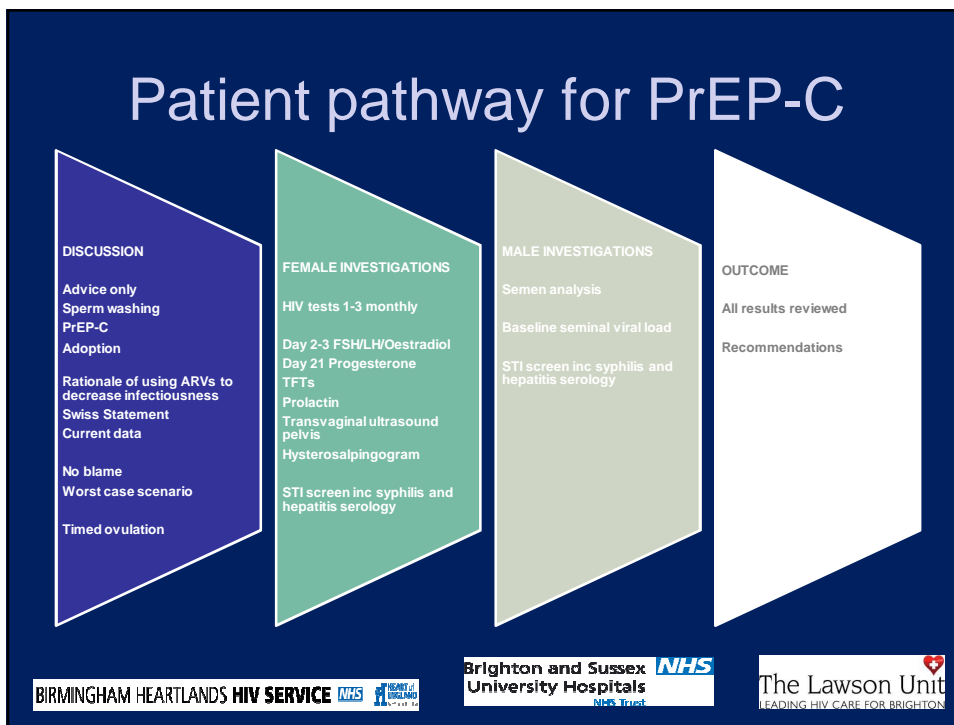 Patient pathway for PrEP-C
DISCUSSION
Advice only
Sperm washing
PrEP-C
Adoption
Rationale of using ARVs to
decrease infectiousness
Swiss Statement
Current data
No blame
Worst case scenario
Timed ovulation
FEMALE INVESTIGATIONS
HIV tests 1-3 monthly
Day 2-3 FSH/LH/Oestradiol
Day 21 Progesterone
TFTs
Prolactin
Transvaginal ultrasound
pelvis
Hysterosalpingogram
STI screen inc syphilis and
hepatitis serology
MALE INVESTIGATIONS
Semen analysis
Baseline seminal viral load
STI screen inc syphilis and
hepatitis serology
OUTCOME
All results reviewed
Recommendations
BIRMINGHAM HEARTLANDS HIV SERVICE NHS
HEART of
ENGLAND
Brighton and Sussex NHS
University Hospitals
NHS Trust
The Lawson Unit
LEADING HIV CARE FOR BRIGHTON